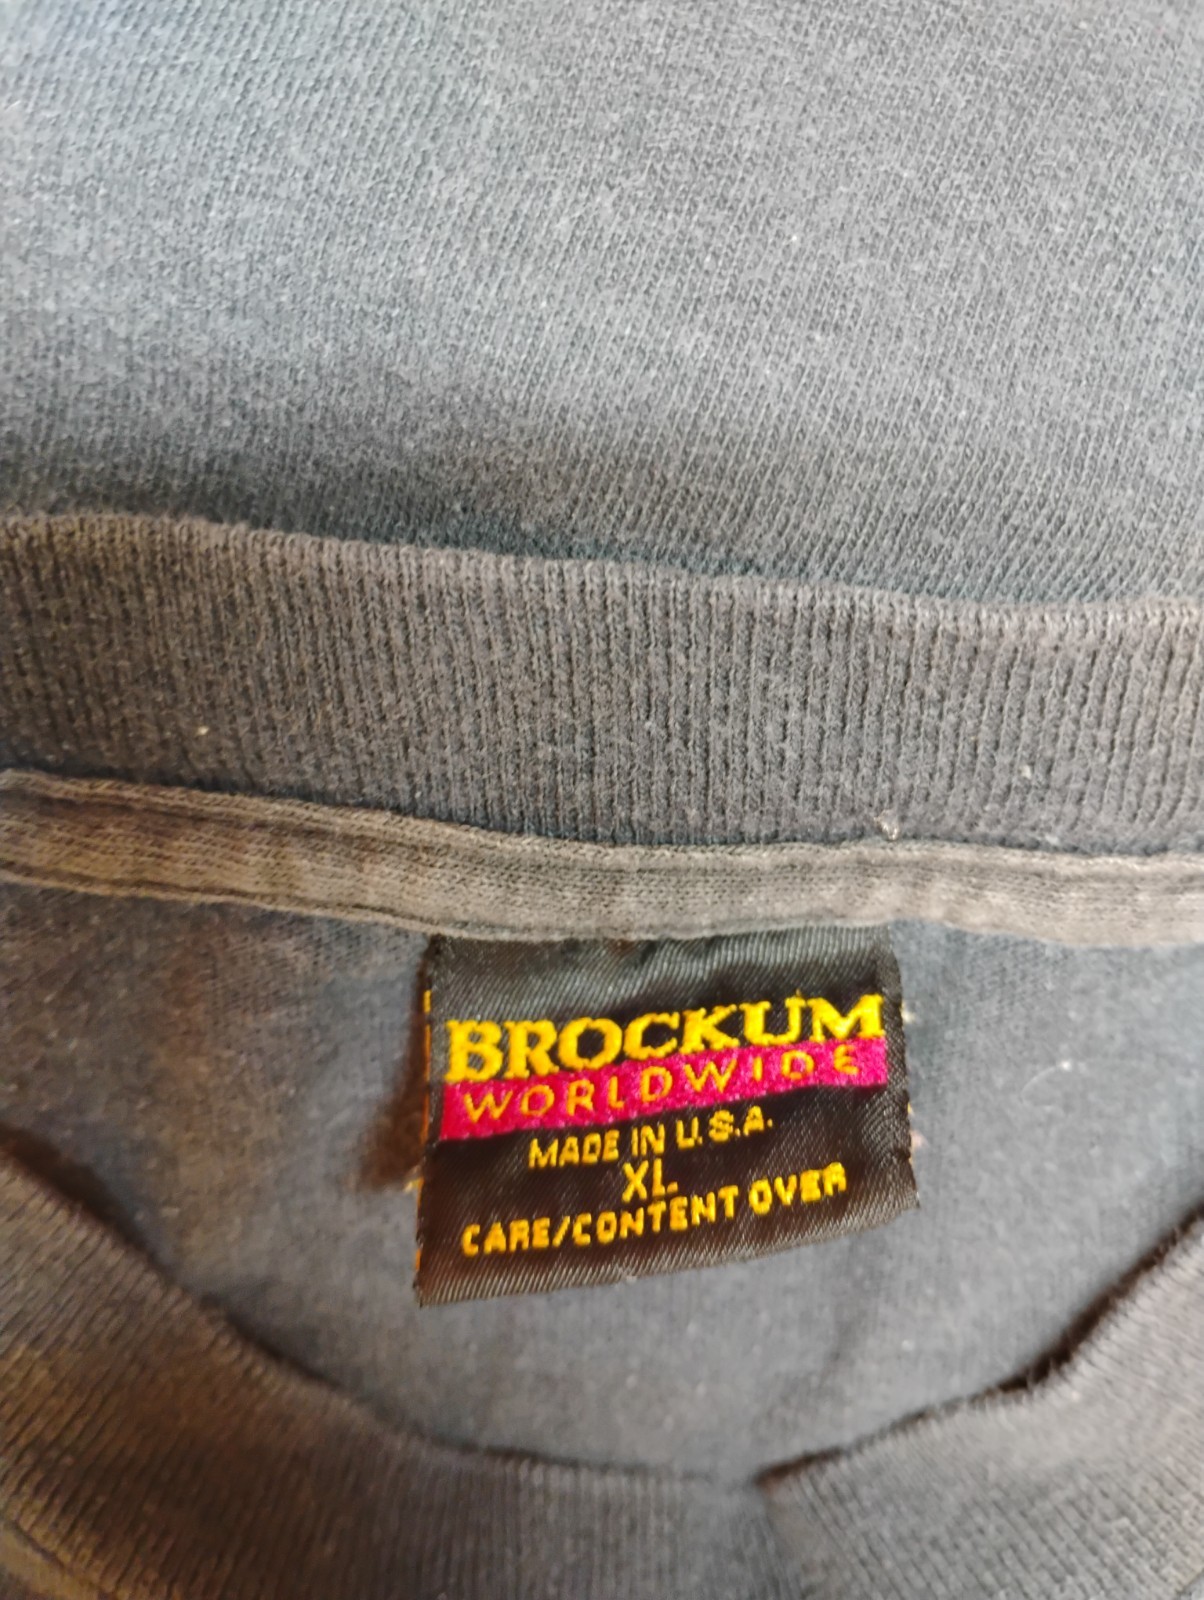 BROCKUM
WORLDWIDE
MADE IN U.S.A.
XL
CARE/CONTENT OVER